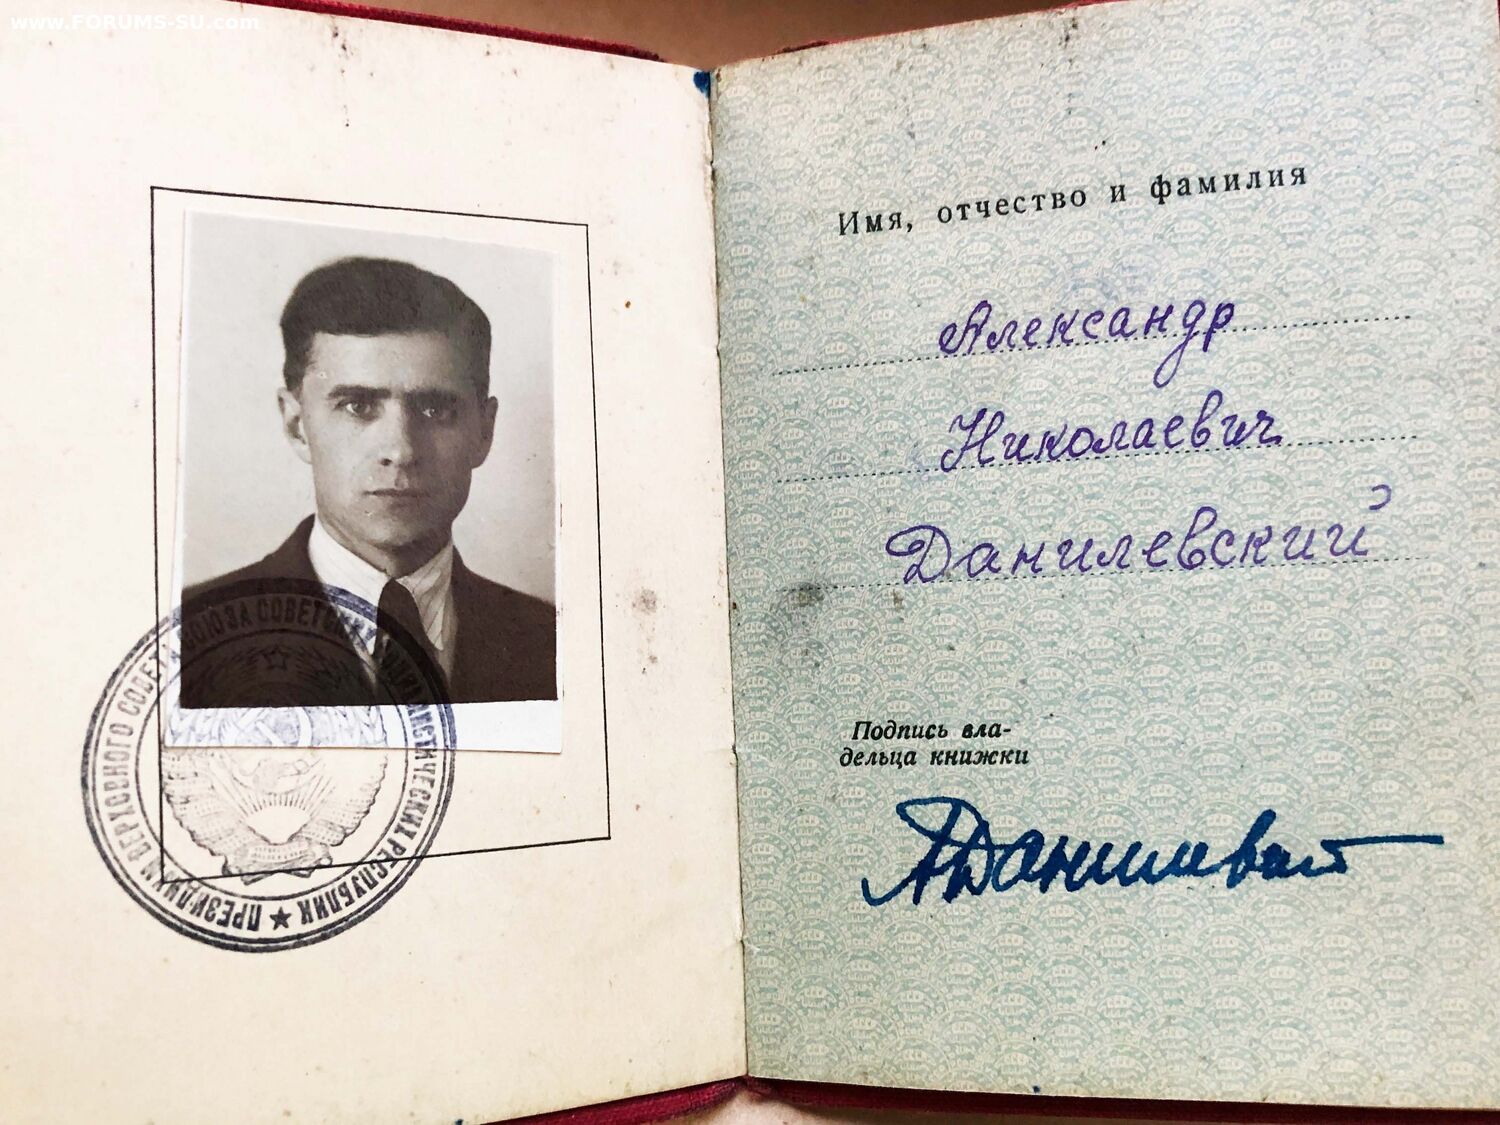 www.FORUMS-SU.com
Имя, отчество и фамилия
Александр
Николаевич
Данилевский
Подпись вла-
дельца книжки
ПРЕЗИДИУМ ВЕРХОВНОГО СОВЕТА СОЮЗА СОВЕТСКИХ СОЦИАЛИСТИЧЕСКИХ РЕСПУБЛИК ★